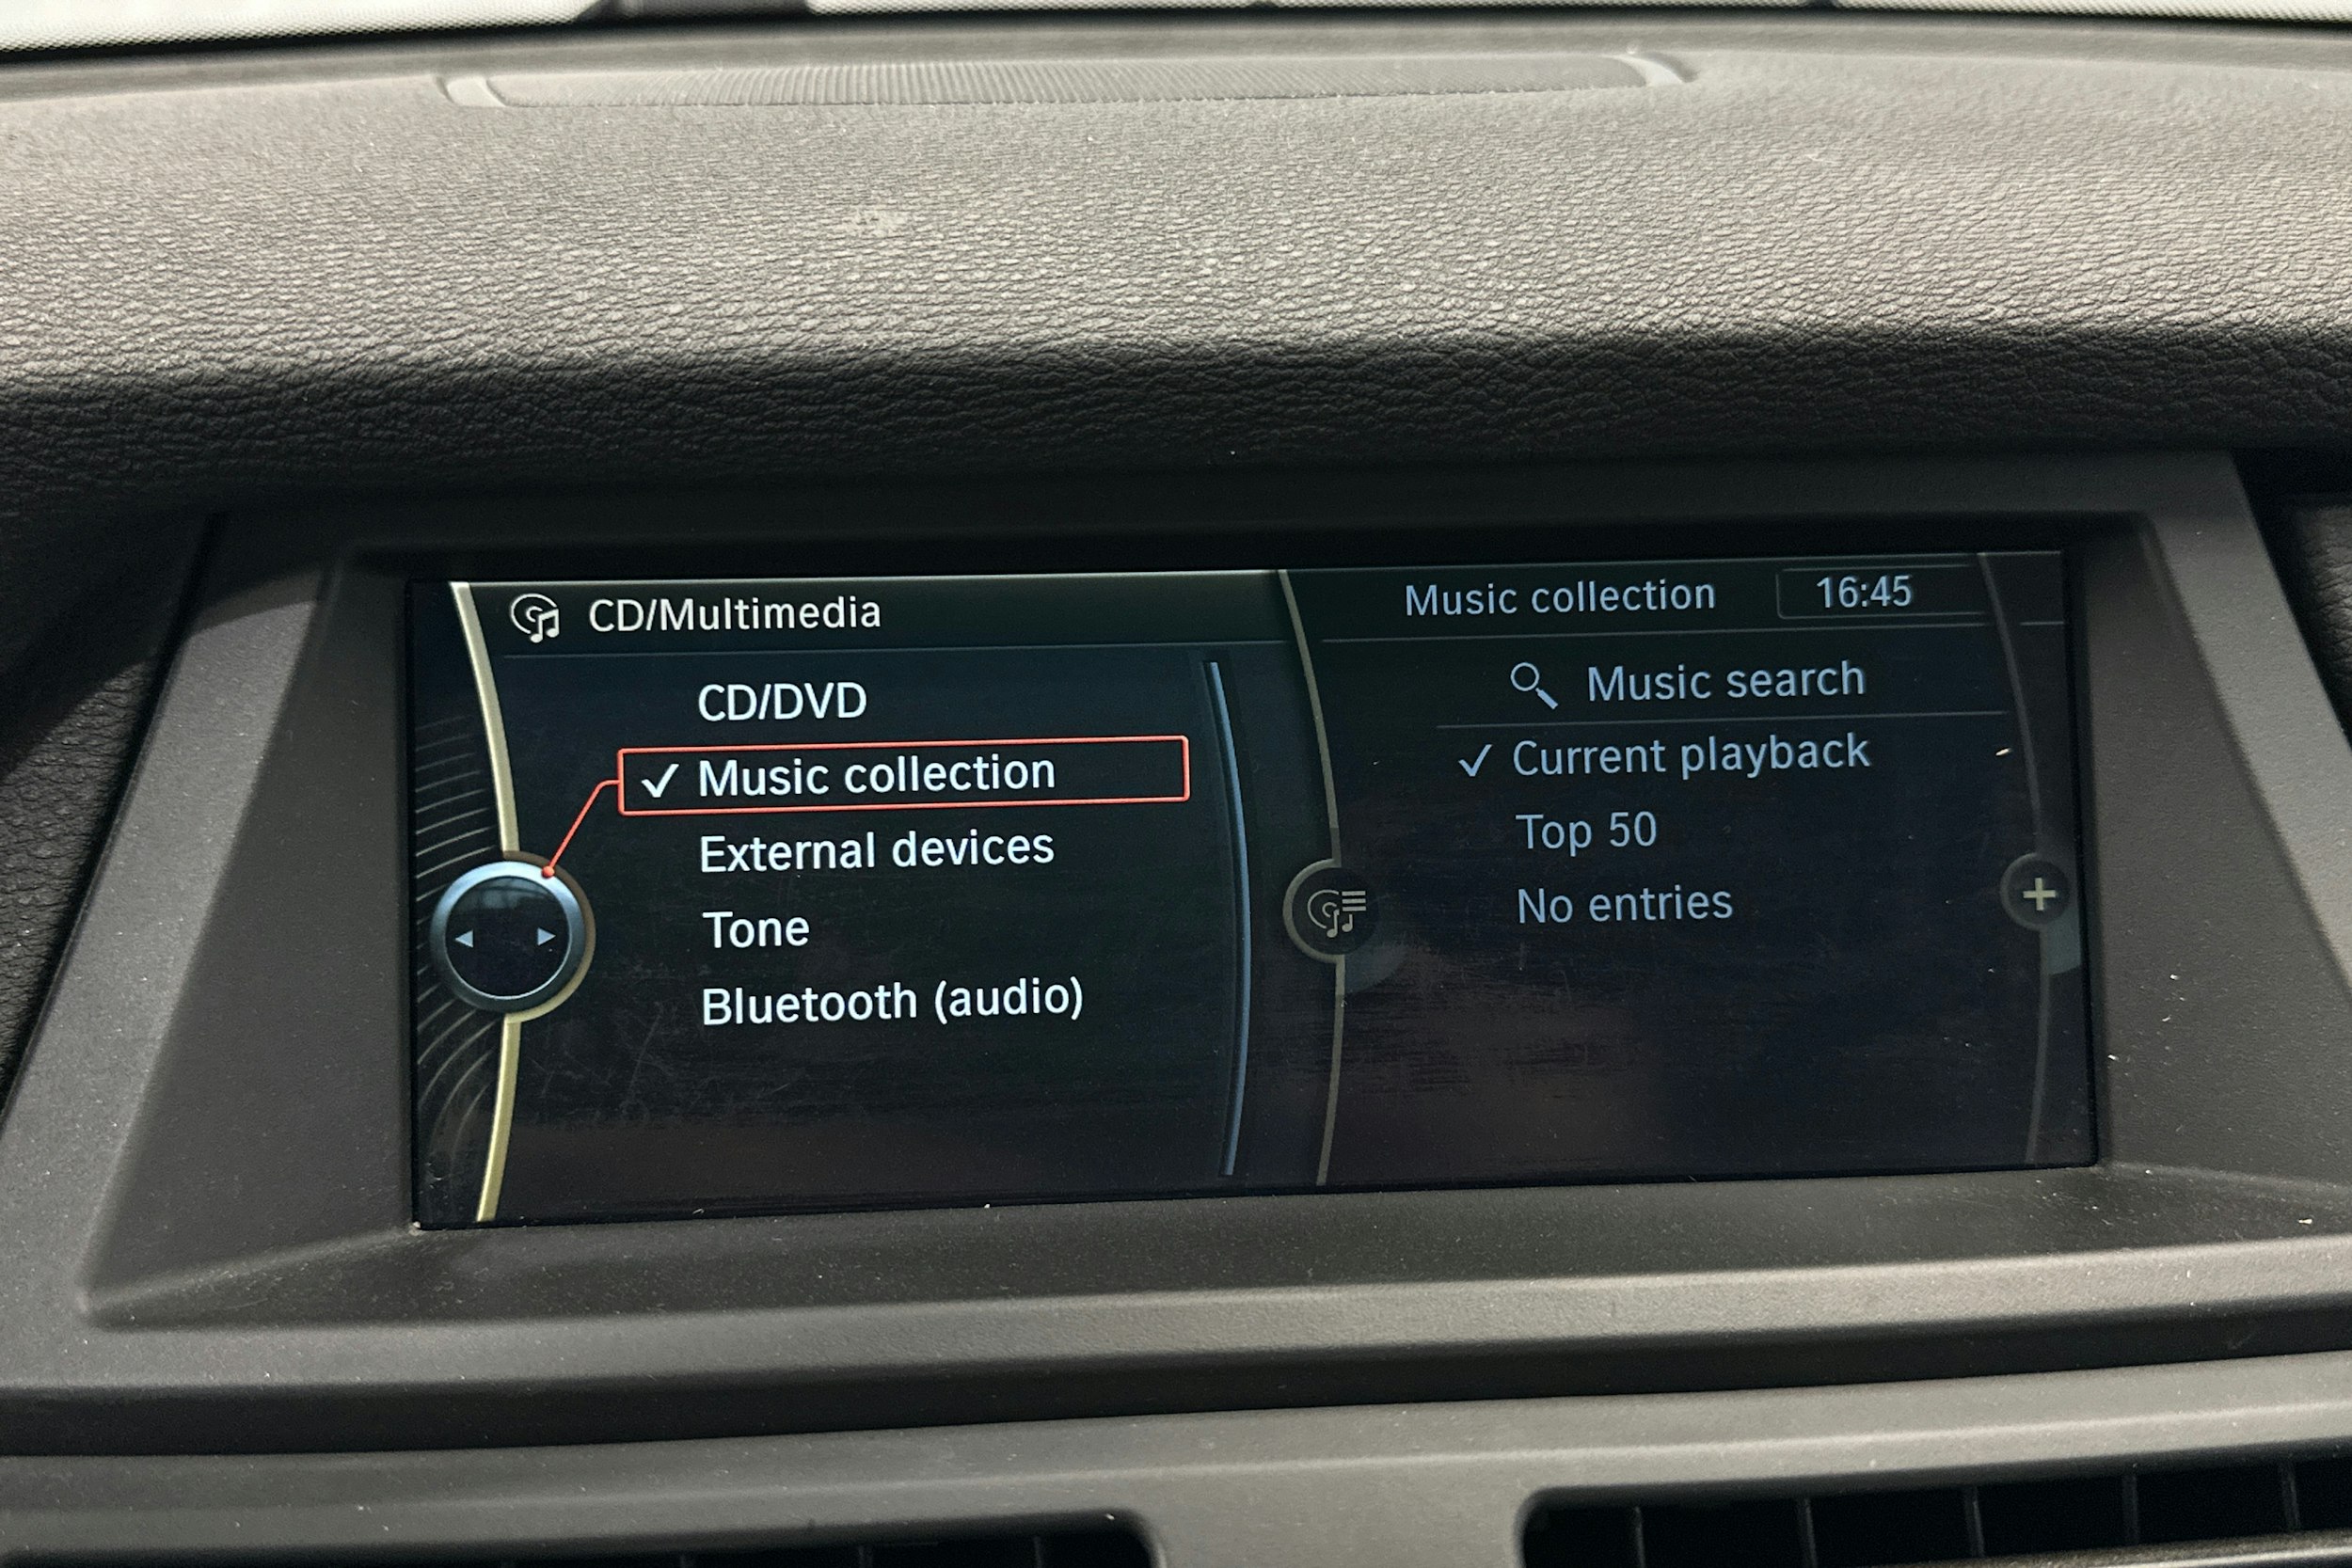 CD/Multimedia
CD/DVD
✓ Music collection
External devices
Tone
Bluetooth (audio)
Music collection 16:45
Music search
✓ Current playback
Top 50
No entries